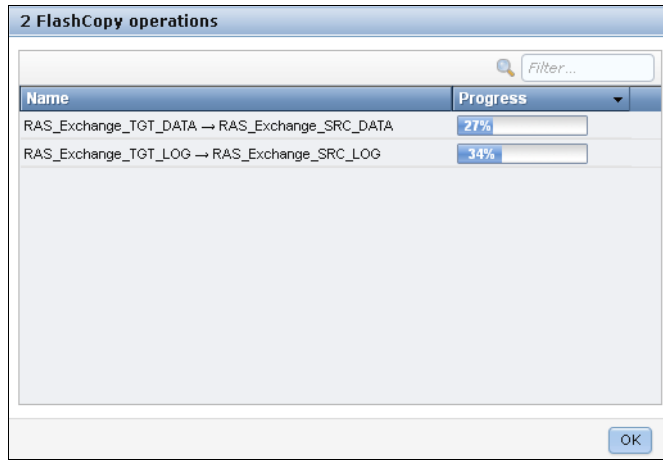 2 FlashCopy operations
Filter...
Name Progress
RAS_Exchange_TGT_DATA → RAS_Exchange_SRC_DATA 27%
RAS_Exchange_TGT_LOG → RAS_Exchange_SRC_LOG 34%
OK